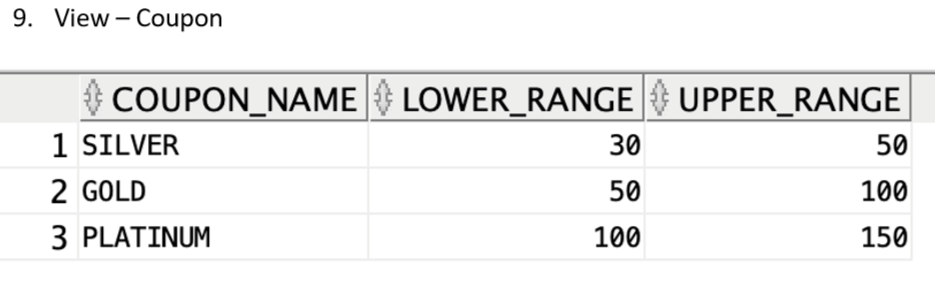 9. View – Coupon
COUPON_NAME LOWER_RANGE UPPER_RANGE
1 SILVER 30 50
2 GOLD 50 100
3 PLATINUM 100 150